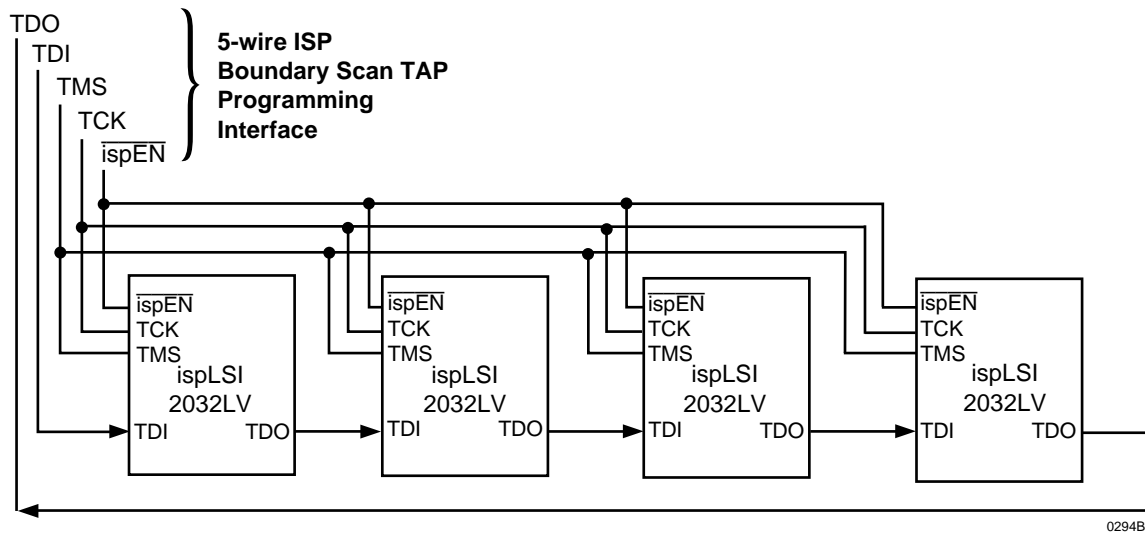 TDO
TDI
TMS
TCK
ispEN
5-wire ISP
Boundary Scan TAP
Programming
Interface
ispEN
TCK
TMS
ispLSI
2032LV
TDI TDO
ispEN
TCK
TMS
ispLSI
2032LV
TDI TDO
ispEN
TCK
TMS
ispLSI
2032LV
TDI TDO
ispEN
TCK
TMS
ispLSI
2032LV
TDI TDO
0294B